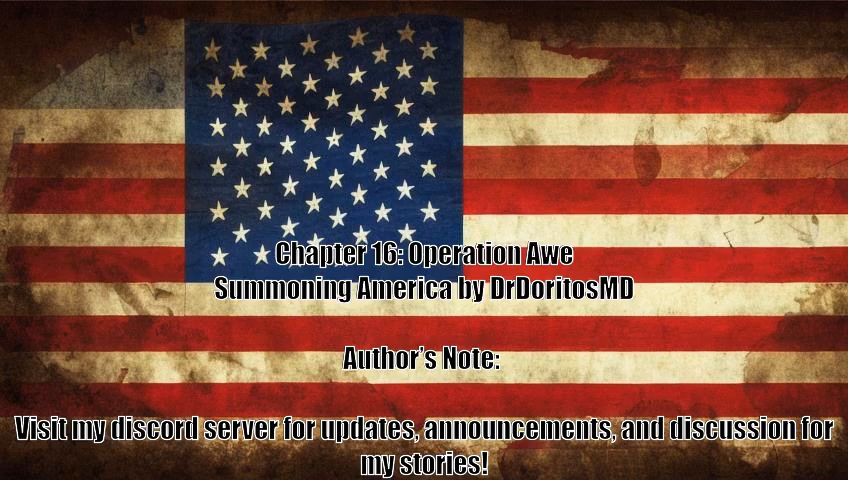 Chapter 16: Operation Awe
Summoning America by DrDoritosMD
Author's Note:
Visit my discord server for updates, announcements, and discussion for
my stories!